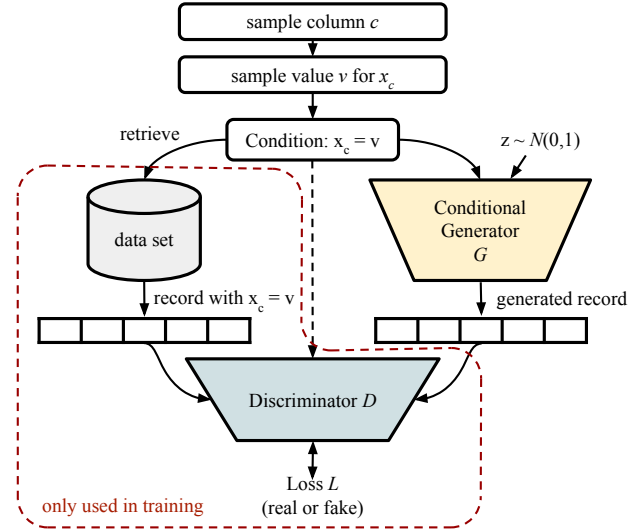 sample column c
sample value v for x_c
Condition: x_c = v
retrieve
z ~ N(0,1)
data set
Conditional
Generator
G
record with x_c = v
generated record
Discriminator D
Loss L
(real or fake)
only used in training